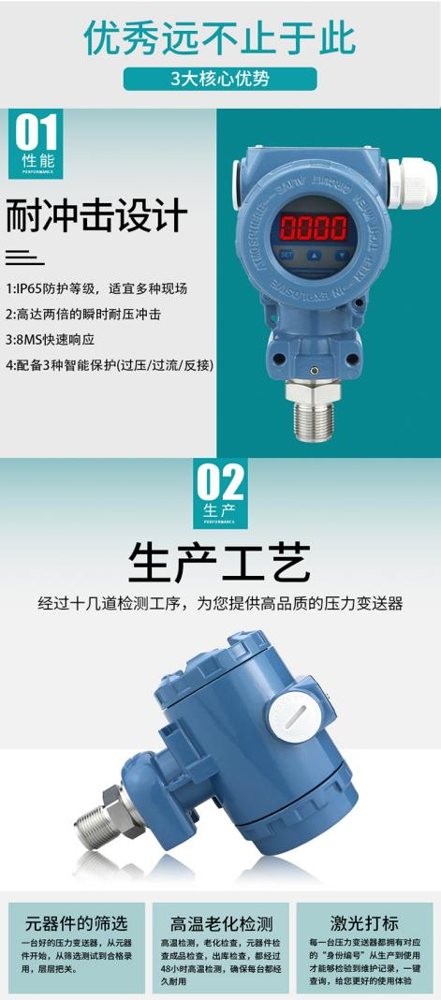 优秀远不止于此
3大核心优势
01
性能
PERFORMANCE
耐冲击设计
1:IP65防护等级，适宜多种现场
2:高达两倍的瞬时耐压冲击
3:8MS快速响应
4:配备3种智能保护(过压/过流/反接)
0000
SET
02
生产
PERFORMANCE
生产工艺
经过十几道检测工序，为您提供高品质的压力变送器
元器件的筛选
一台好的压力变送器，从元器
件开始，从筛选测试到合格录
用，层层把关。
高温老化检测
高温检测，老化检查，元器件检
查成品检查，出库检查，都经过
48小时高温检测，确保每台都经
久耐用
激光打标
每一台压力变送器都拥有对应
的“身份编号”从生产到使用
才能够检验到维护记录，一键
查询，给您更好的使用体验